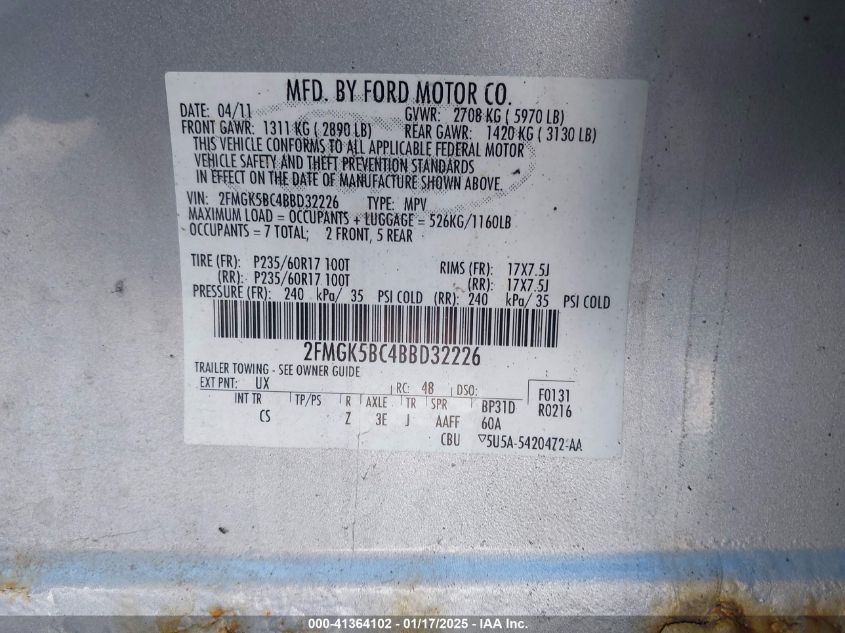 MFD. BY FORD MOTOR CO.
DATE: 04/11 GVWR: 2708 KG ( 5970 LB)
FRONT GAWR: 1311 KG ( 2890 LB) REAR GAWR: 1420 KG ( 3130 LB)
THIS VEHICLE CONFORMS TO ALL APPLICABLE FEDERAL MOTOR
VEHICLE SAFETY AND THEFT PREVENTION STANDARDS
IN EFFECT ON THE DATE OF MANUFACTURE SHOWN ABOVE.
VIN: 2FMGK5BC4BBD32226 TYPE: MPV
MAXIMUM LOAD = OCCUPANTS + LUGGAGE = 526KG/1160LB
OCCUPANTS = 7 TOTAL; 2 FRONT, 5 REAR
TIRE (FR): P235/60R17 100T RIMS (FR): 17X7.5J
(RR): P235/60R17 100T (RR): 17X7.5J
PRESSURE (FR): 240 kPa/ 35 PSI COLD (RR): 240 kPa/ 35 PSI COLD
2FMGK5BC4BBD32226
TRAILER TOWING - SEE OWNER GUIDE
EXT PNT: UX RC: 48 DSO: F0131
INT TR TP/PS R AXLE TR SPR BP31D R0216
CS Z 3E J AAFF 60A
CBU ▽5U5A-5420472-AA
000-41364102 - 01/17/2025 - IAA Inc.